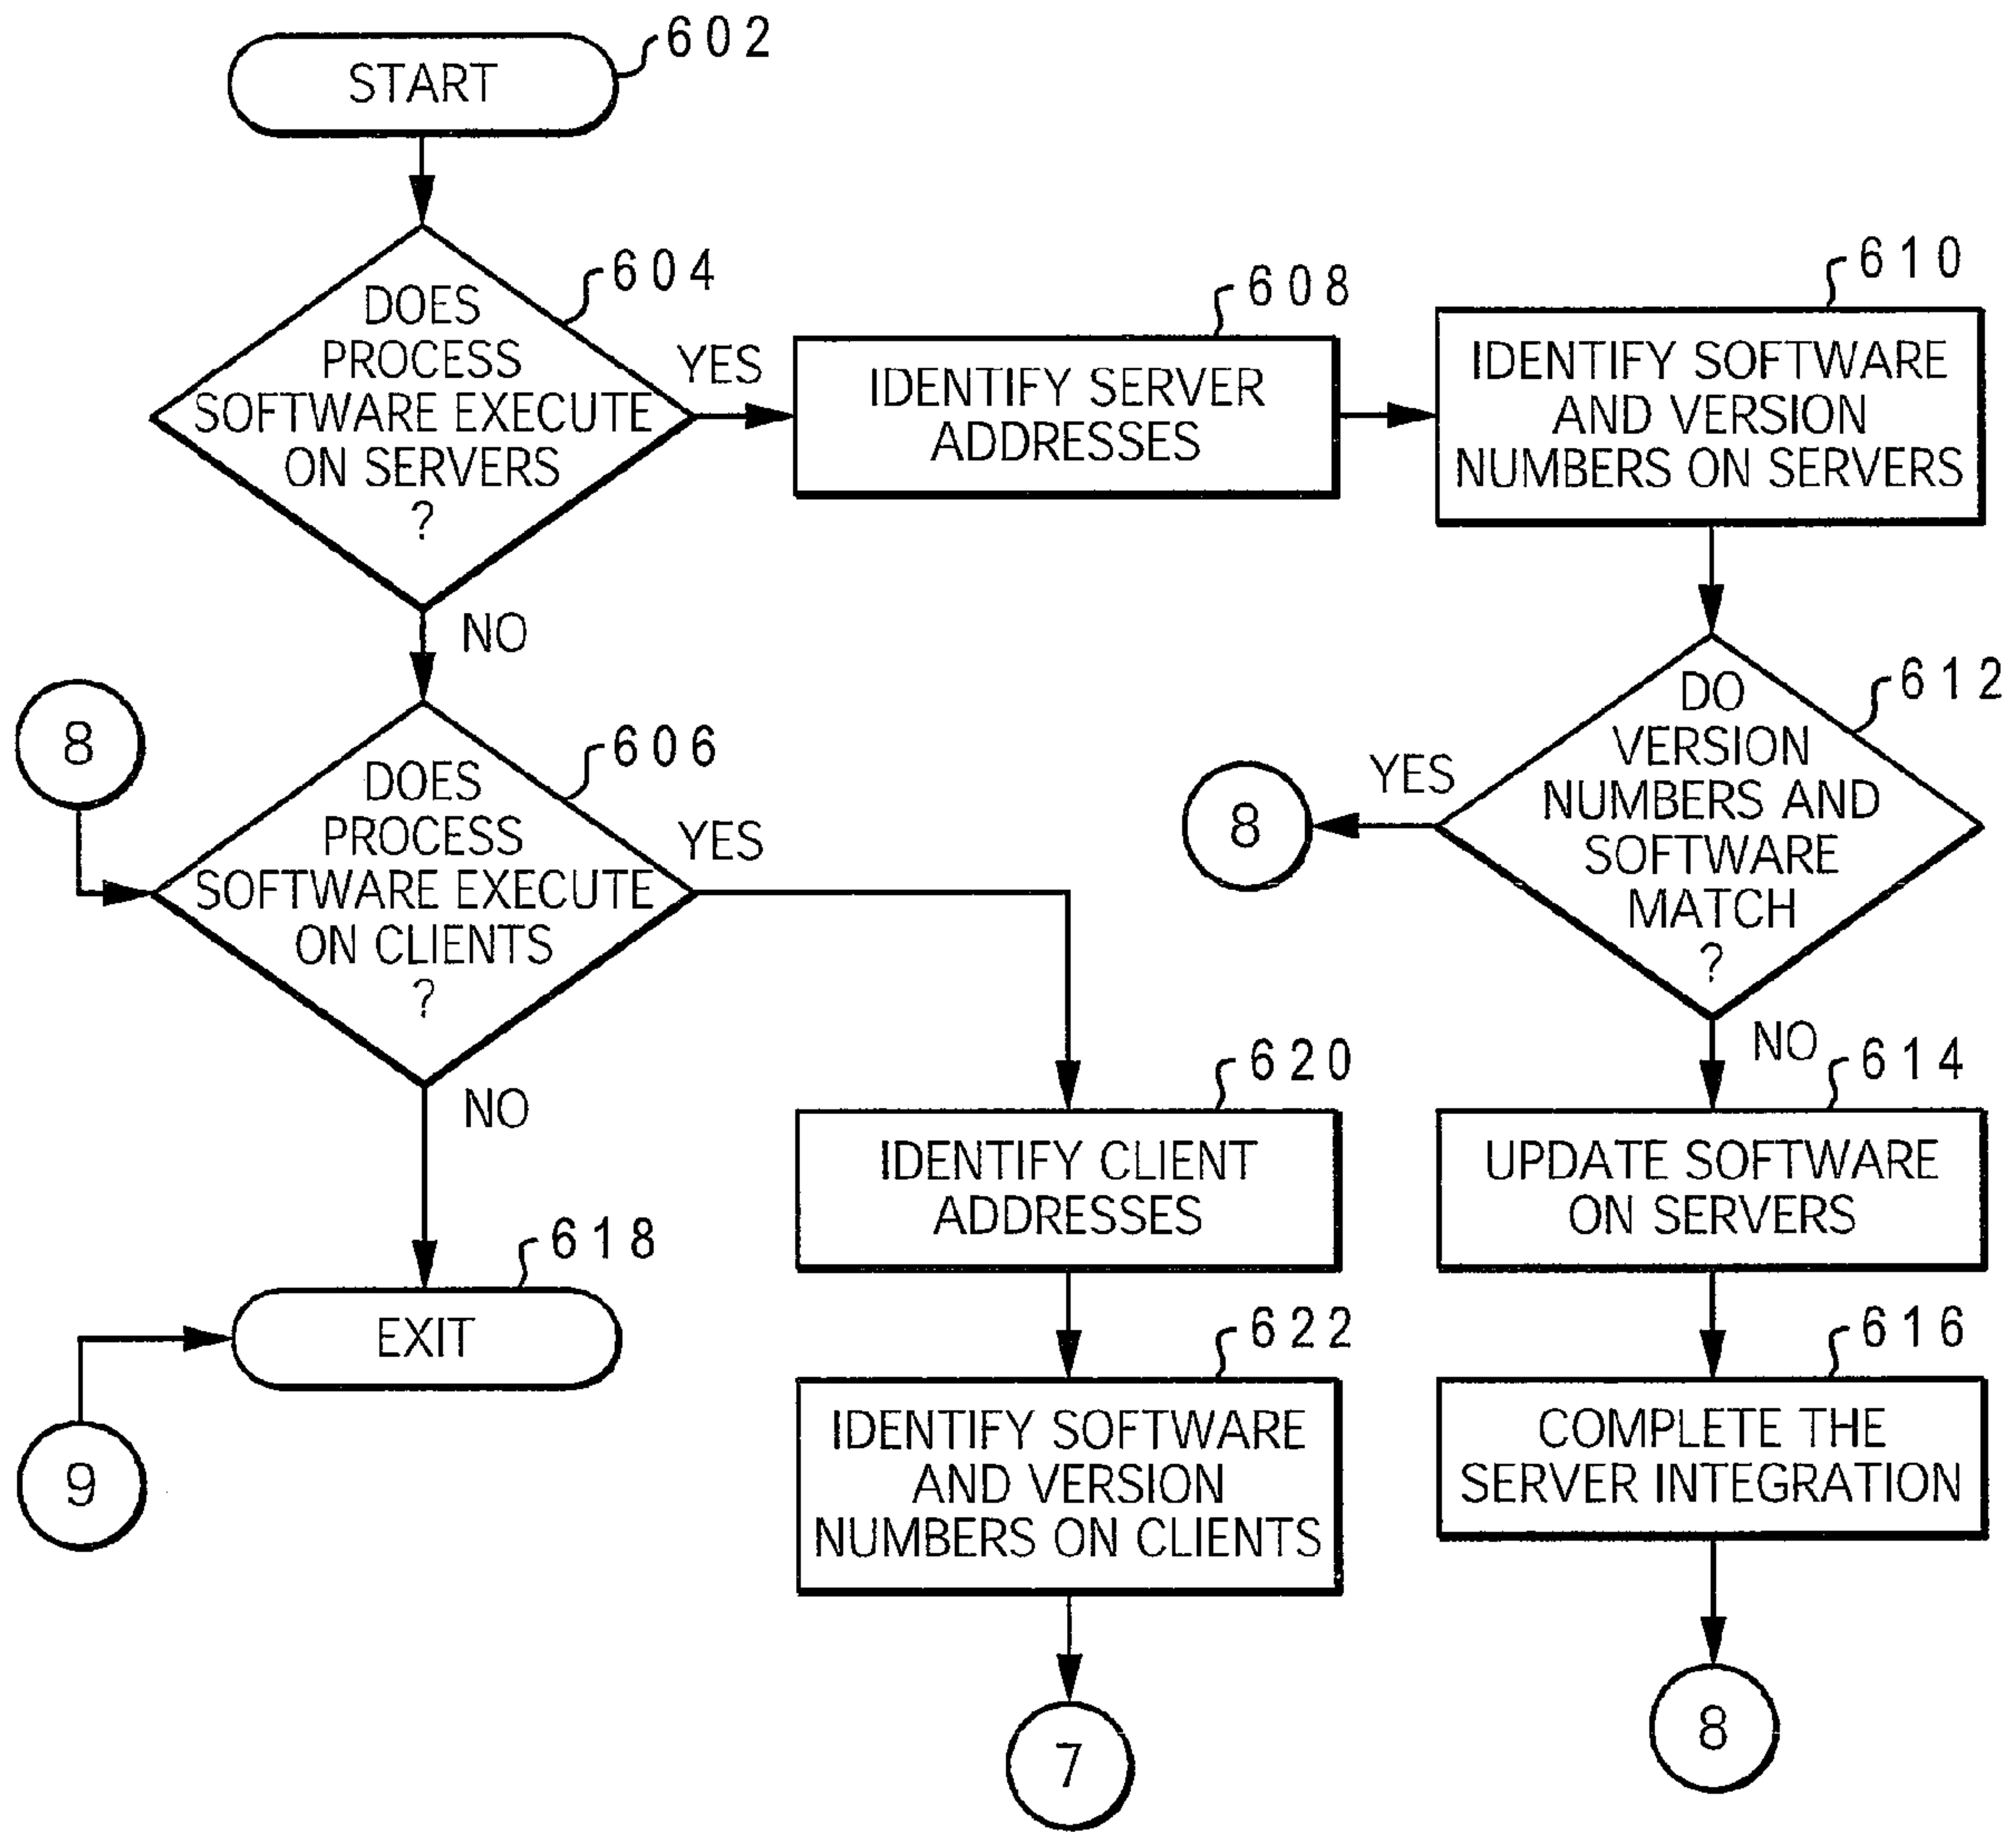 602
START
604
DOES
PROCESS
SOFTWARE EXECUTE
ON SERVERS
?
YES
NO
608
IDENTIFY SERVER
ADDRESSES
610
IDENTIFY SOFTWARE
AND VERSION
NUMBERS ON SERVERS
612
DO
VERSION
NUMBERS AND
SOFTWARE
MATCH
?
YES
8
NO
8
606
DOES
PROCESS
SOFTWARE EXECUTE
ON CLIENTS
?
YES
NO
614
UPDATE SOFTWARE
ON SERVERS
616
COMPLETE THE
SERVER INTEGRATION
8
620
IDENTIFY CLIENT
ADDRESSES
622
IDENTIFY SOFTWARE
AND VERSION
NUMBERS ON CLIENTS
7
618
EXIT
9